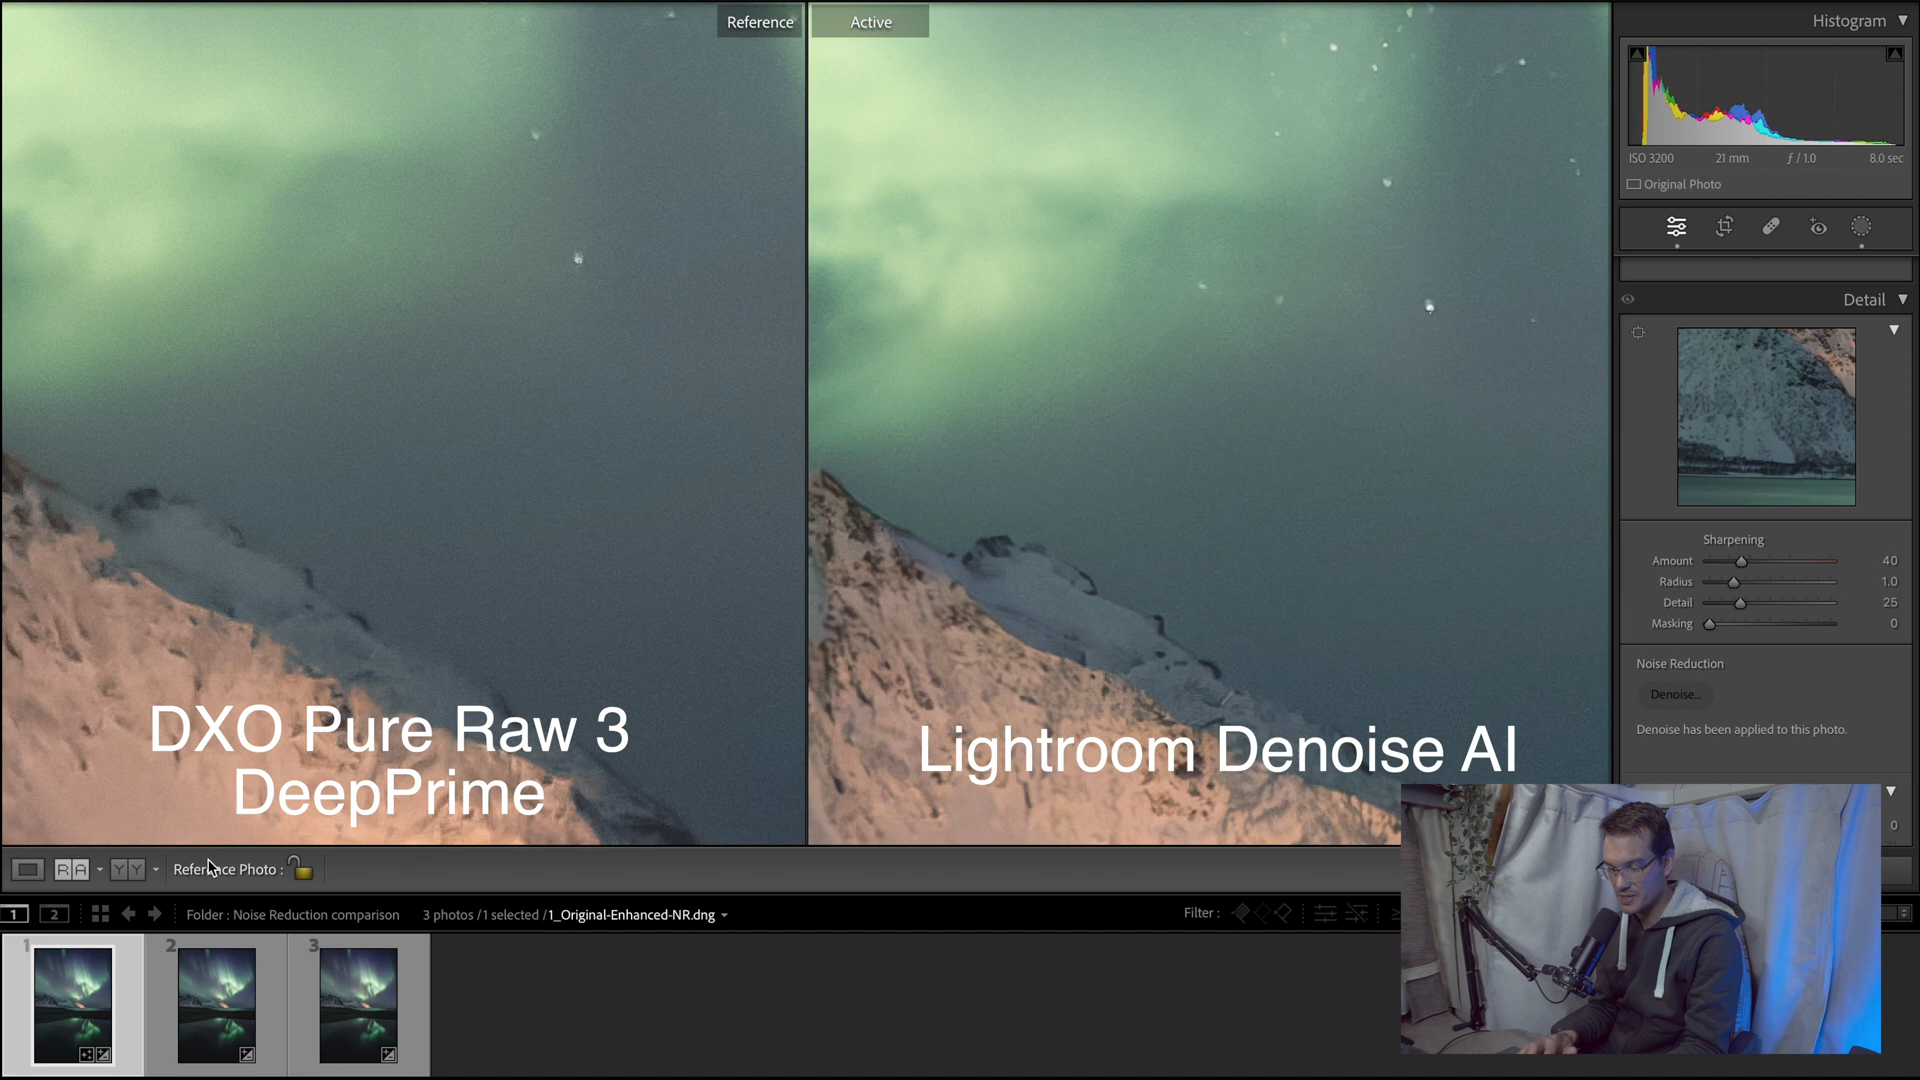 Reference
Active
Histogram
ISO 3200 21 mm ƒ / 1.0 8.0 sec
Original Photo
Detail
Sharpening
Amount 40
Radius 1.0
Detail 25
Masking 0
Noise Reduction
Denoise...
Denoise has been applied to this photo.
0
DXO Pure Raw 3
DeepPrime
Lightroom Denoise AI
R A Y Y Reference Photo :
1 2 Folder : Noise Reduction comparison 3 photos /1 selected /1_Original-Enhanced-NR.dng Filter :
1 2 3